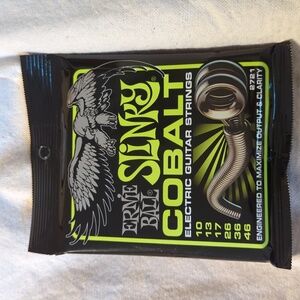 ERNIE
BALL
SLINKY
COBALT
ELECTRIC GUITAR STRINGS
10
13
17
26
36
46
2721
ENGINEERED TO MAXIMIZE OUTPUT & CLARITY